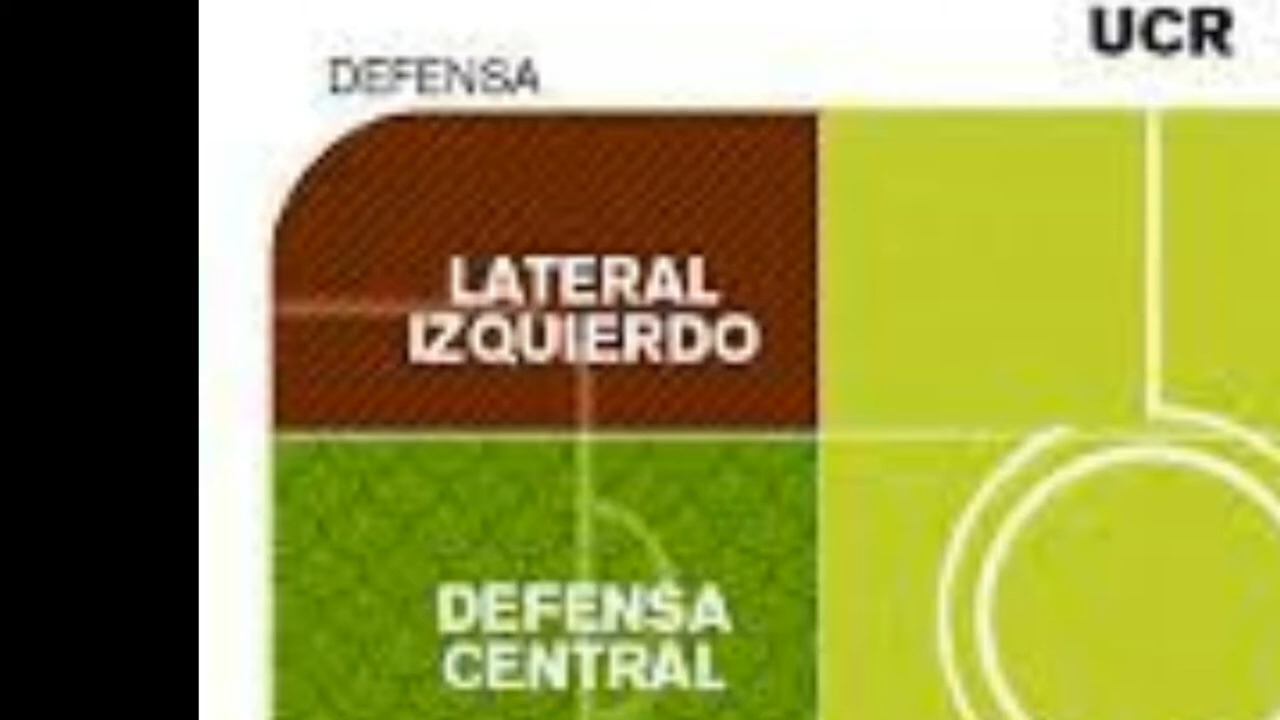 UCR
DEFENSA
LATERAL
IZQUIERDO
DEFENSA
CENTRAL